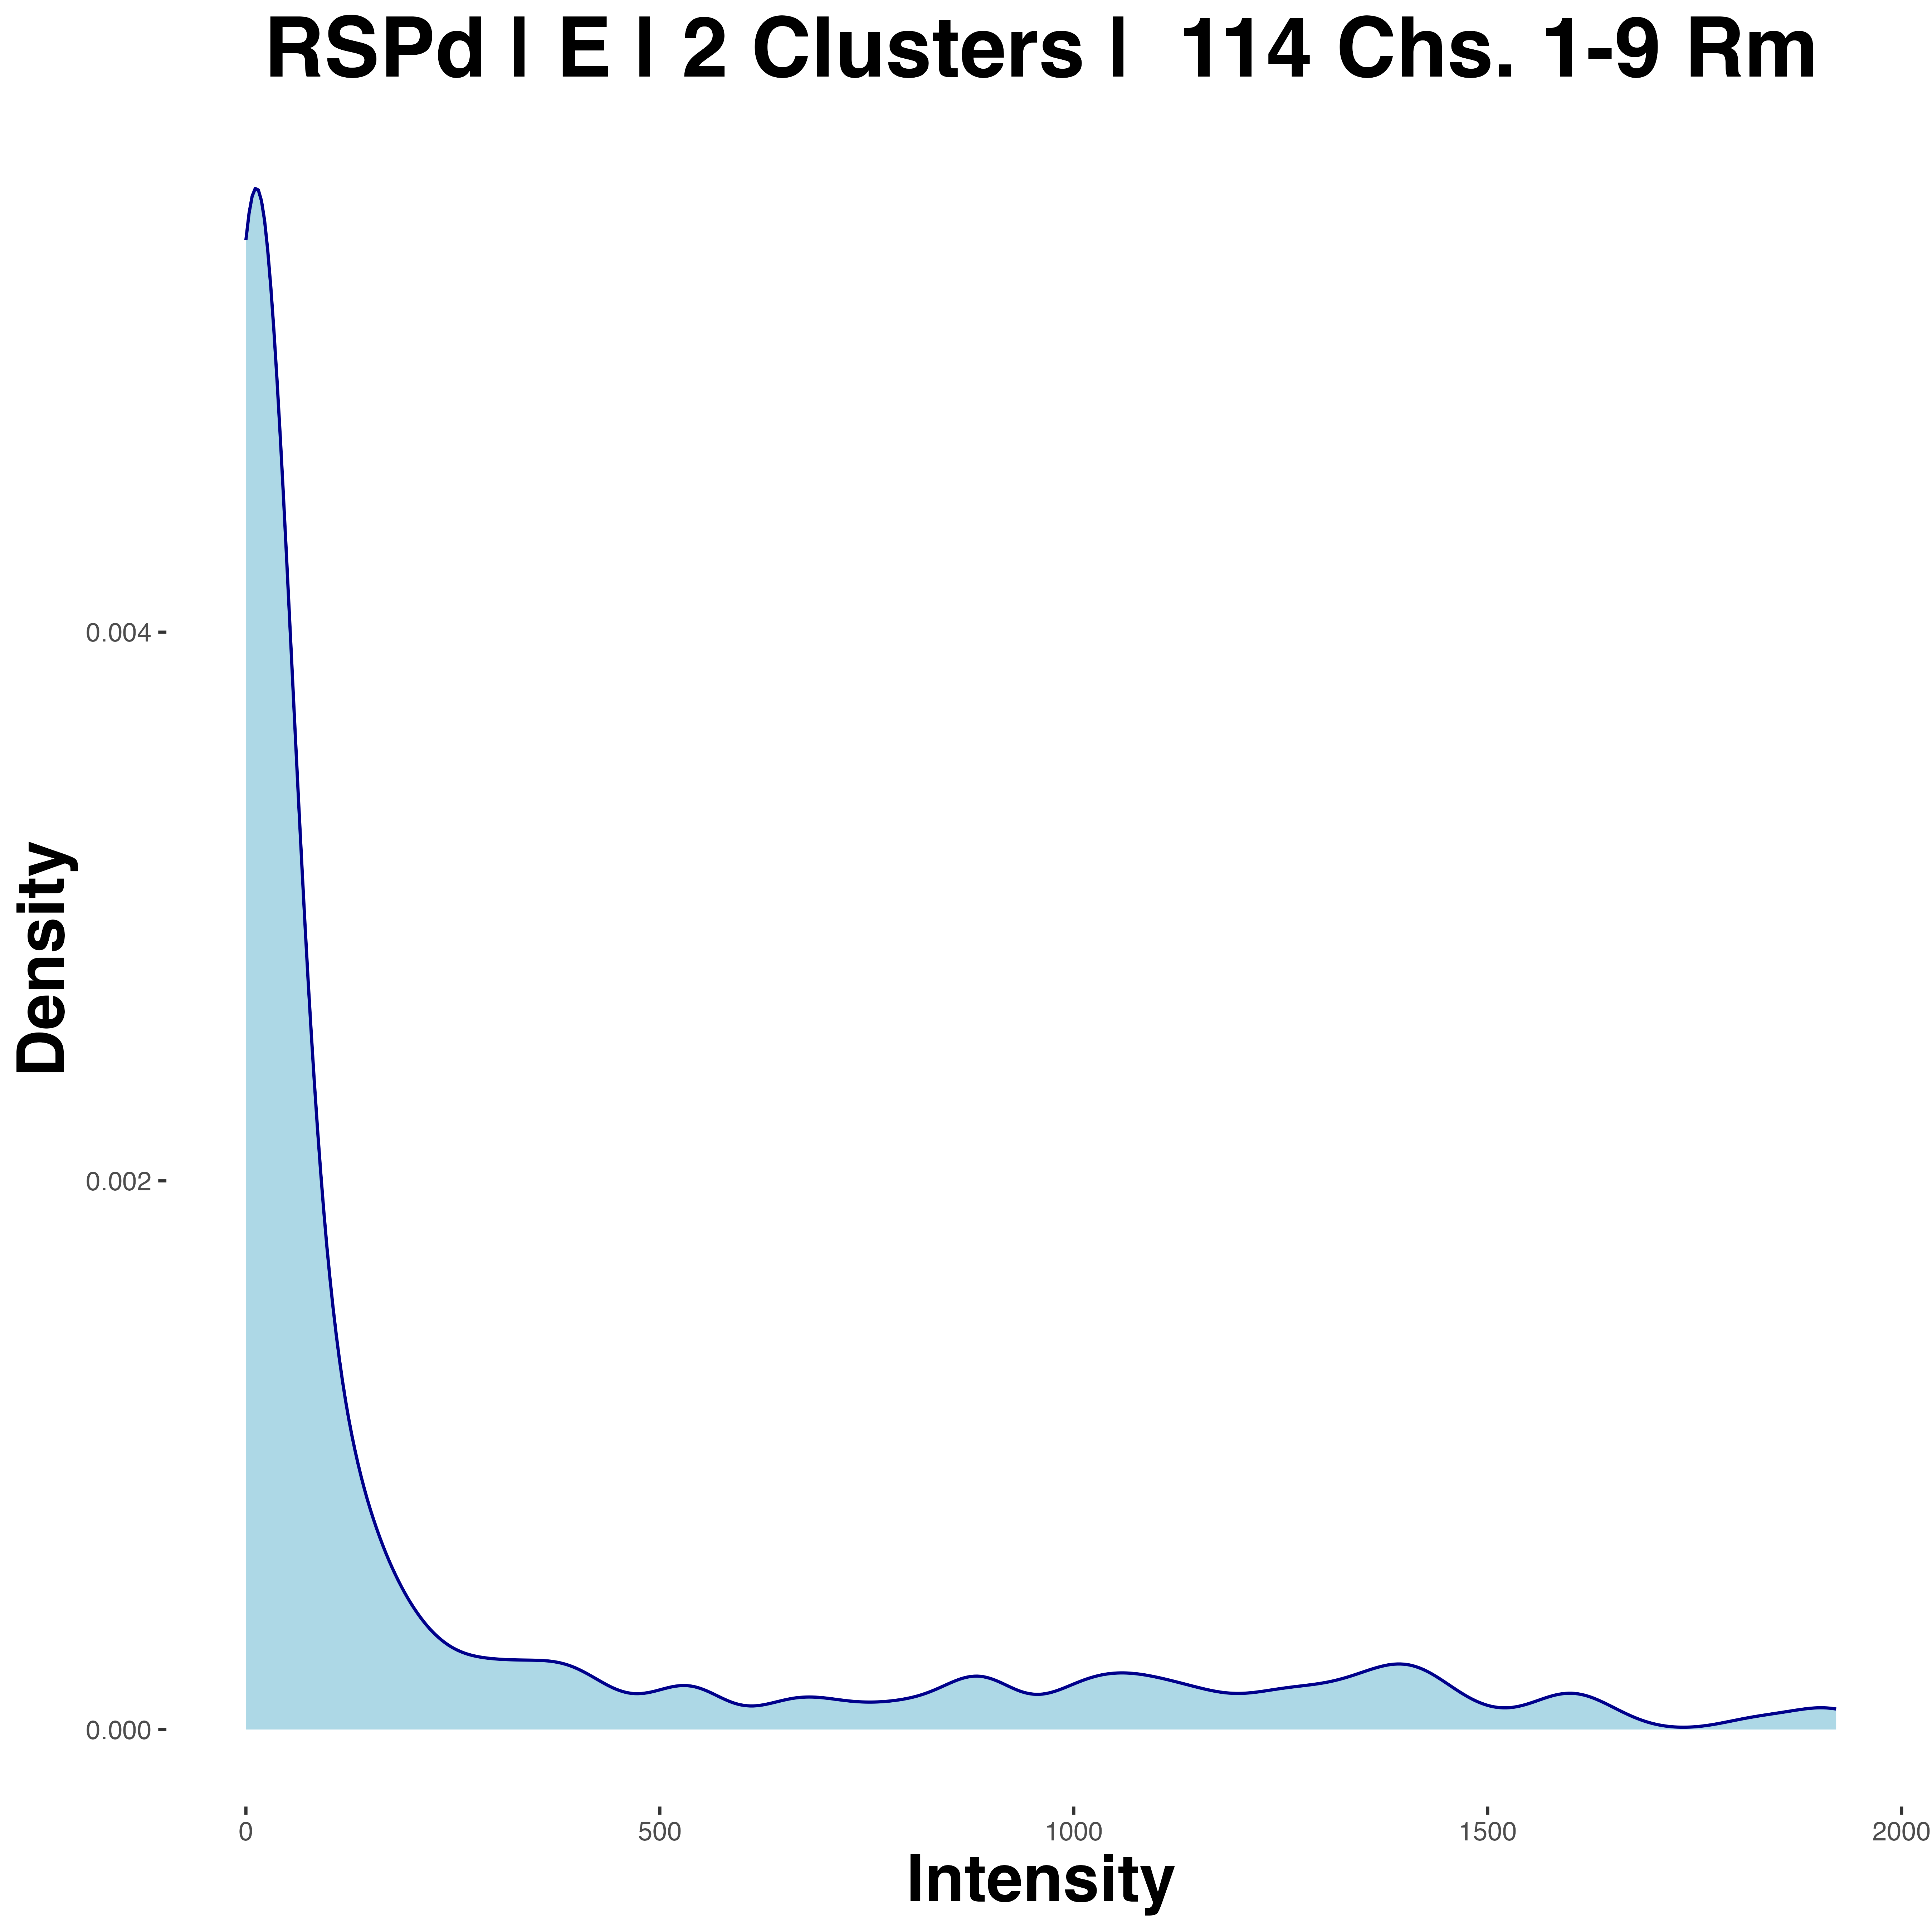 RSPd | E | 2 Clusters |  114 Chs. 1-9 Rm
Density
0.004
0.002
0.000
0 500 1000 1500 2000
Intensity